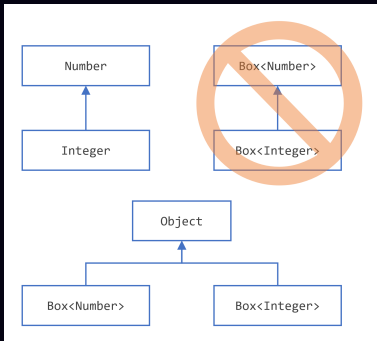 Number
Box<Number>
Integer
Box<Integer>
Object
Box<Number>
Box<Integer>